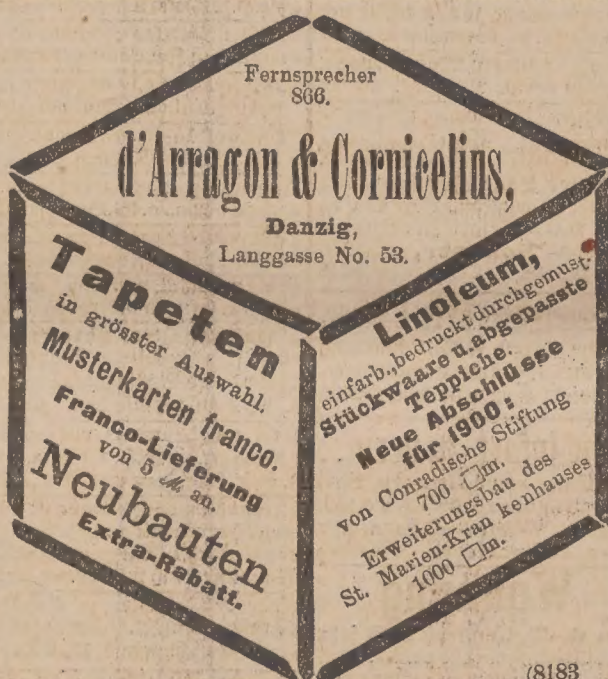 Fernsprecher
866.
d'Arragon & Cornicelius,
Danzig,
Langgasse No. 53.
Tapeten
in grösster Auswahl.
Musterkarten franco.
Franco-Lieferung
von 5 ℳ an.
Neubauten
Extra-Rabatt.
Linoleum,
einfarb., bedruckt durchgemust.
Stückwaare u. abgepasste
Teppiche.
Neue Abschlüsse
für 1900:
von Conradische Stiftung
700 □m.
Erweiterungsbau des
St. Marien-Kran kenhauses
1000 □m.
(8183